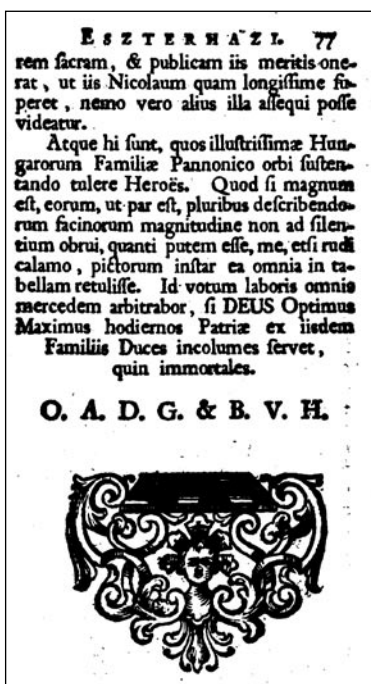 ESZTERHAZI. 77
rem ſacram, & publicam iis meritis one-
rat, ut iis Nicolaum quam longiſſime ſu-
peret, nemo vero alius illa aſſequi poſſe
videatur.
Atque hi ſunt, quos illuſtriſſimæ Hun-
garorum Familiæ Pannonico orbi ſuſten-
tando tulere Heroës. Quod ſi magnum
eſt, eorum, ut par eſt, pluribus deſcribendo-
rum facinorum magnitudine non ad ſilen-
tium obrui, quanti putem eſſe, me, etſi rudi
calamo, pictorum inſtar ea omnia in ta-
bellam retuliſſe. Id votum laboris omnis
mercedem arbitrabor, ſi DEUS Optimus
Maximus hodiernos Patriæ ex iisdem
Familiis Duces incolumes ſervet,
quin immortales.
O. A. D. G. & B. V. H.